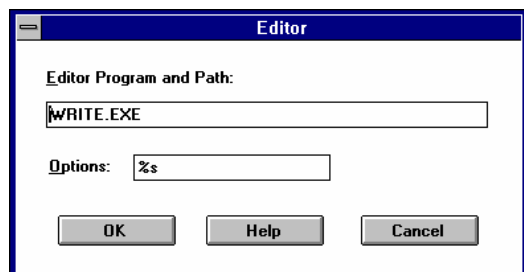 Editor
Editor Program and Path:
WRITE.EXE
Options: %s
OK Help Cancel